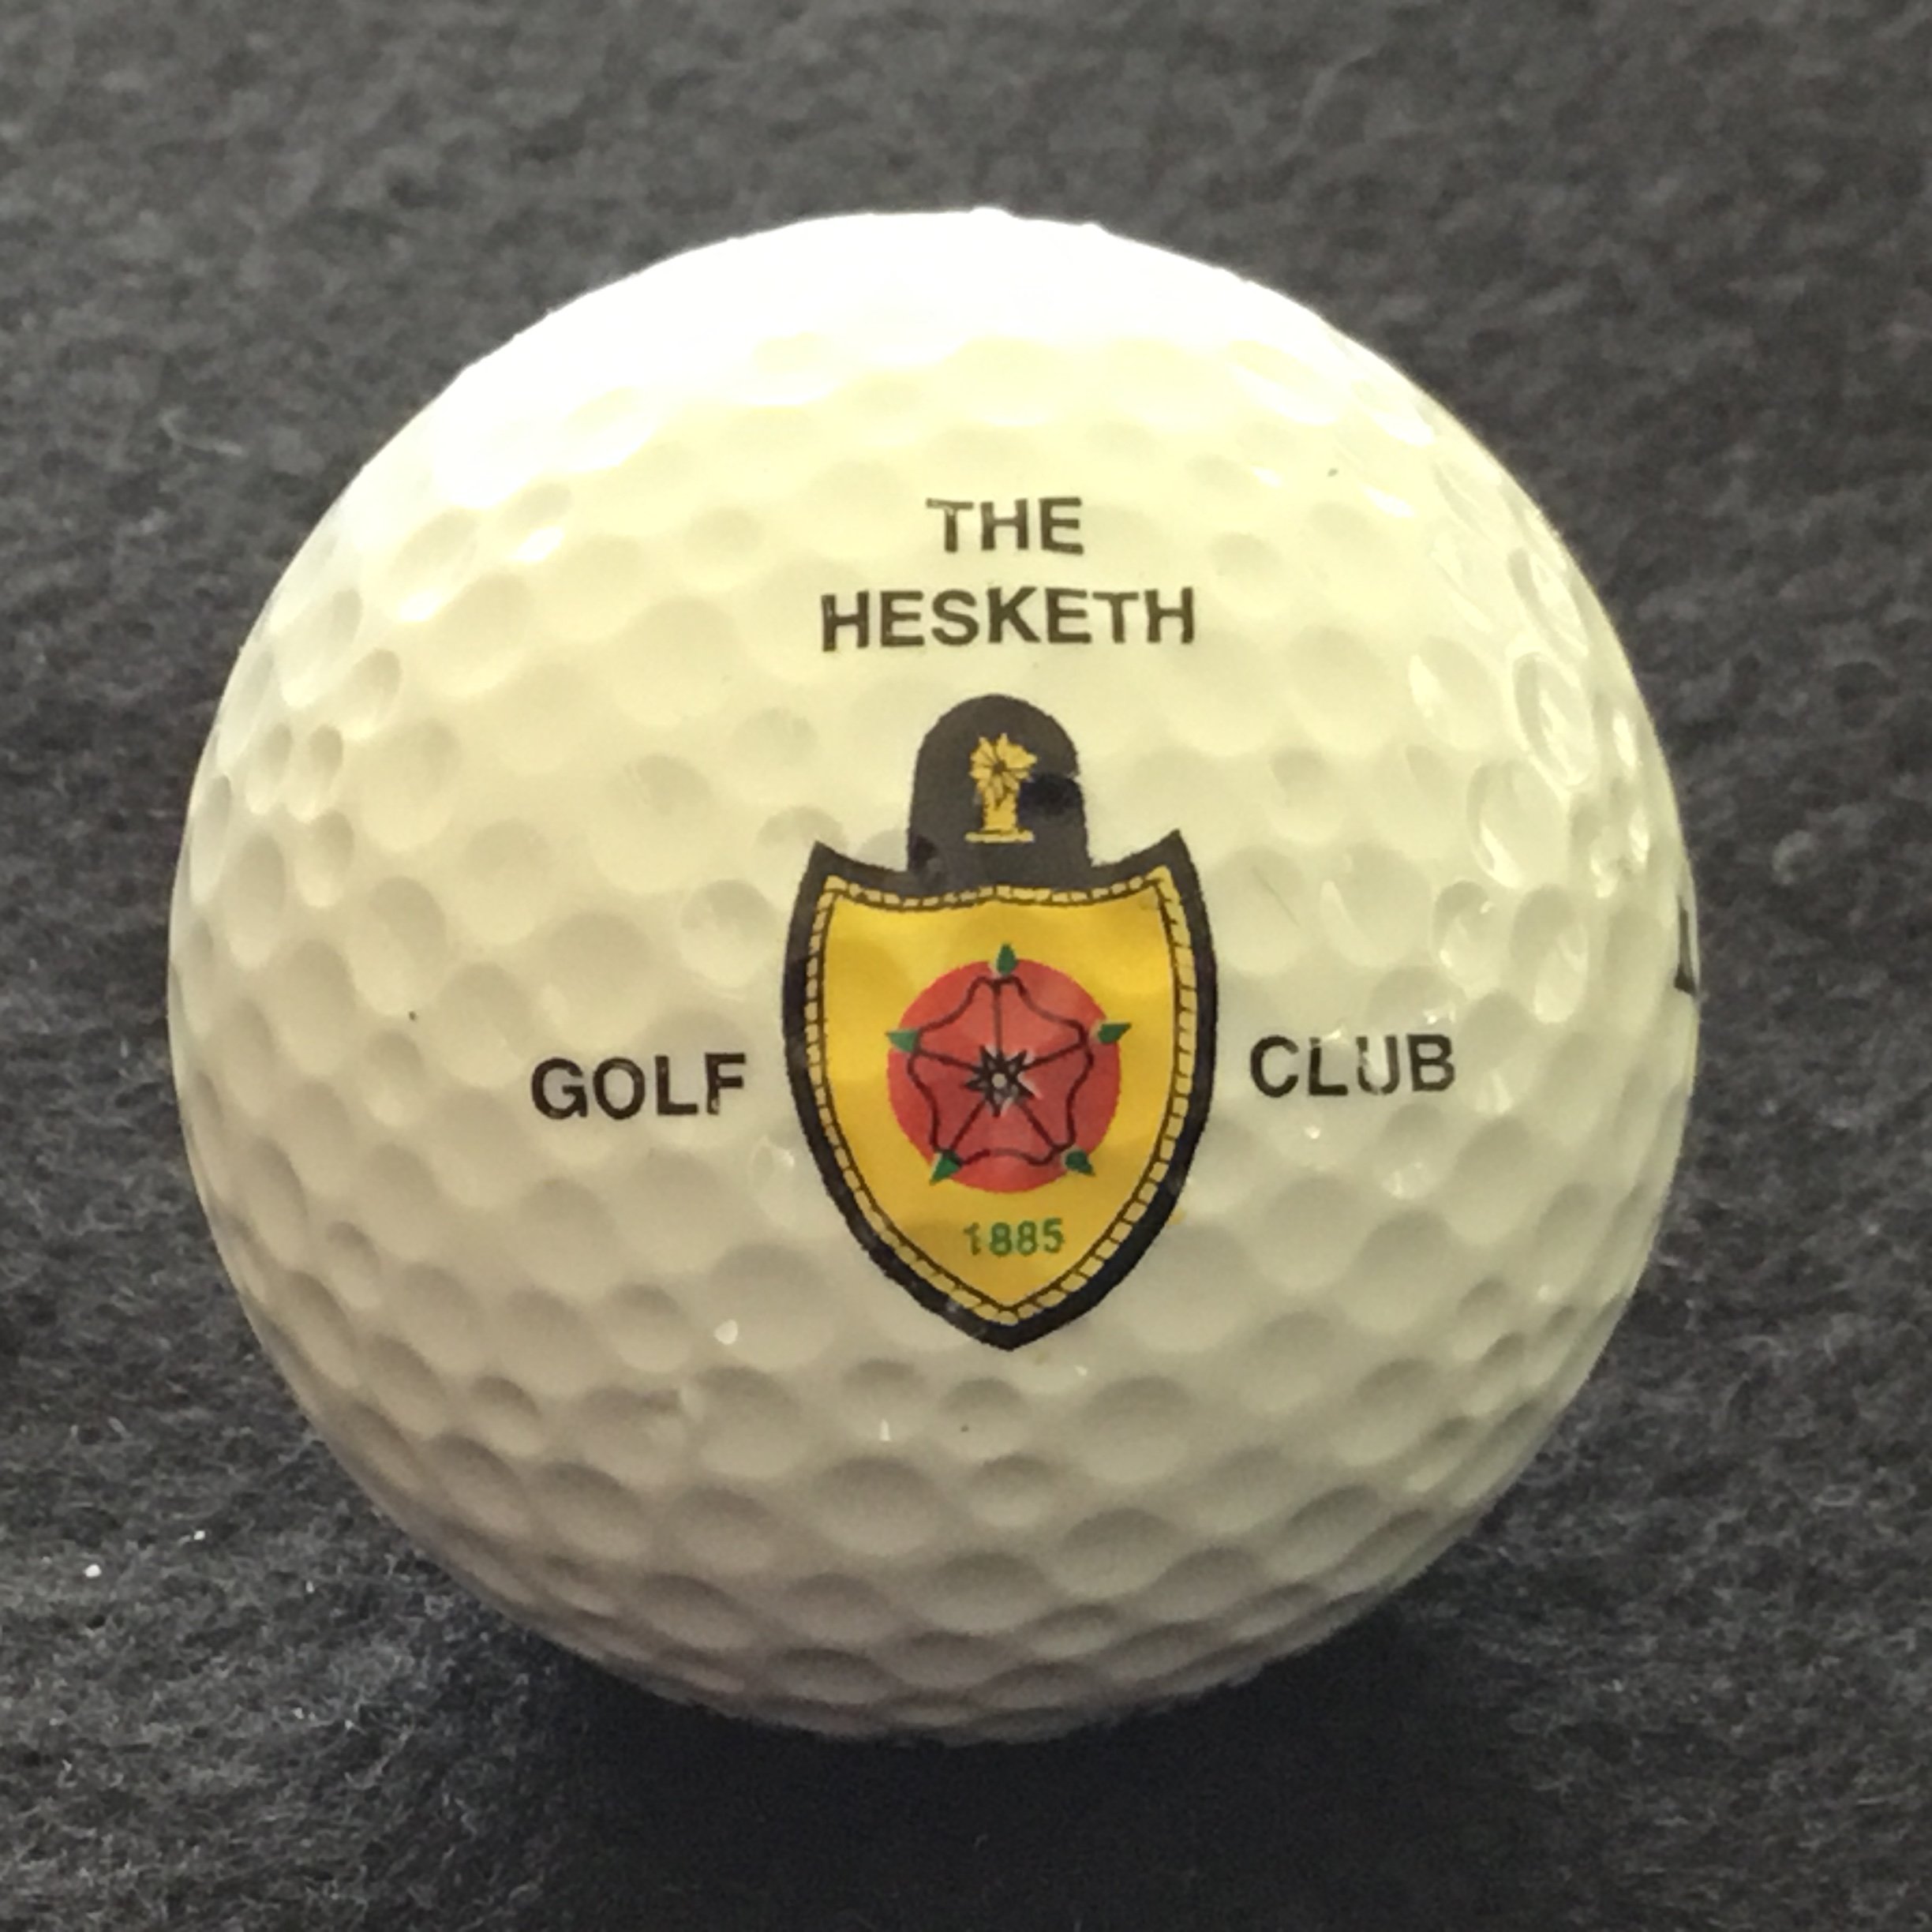 THE
HESKETH
GOLF CLUB
1885